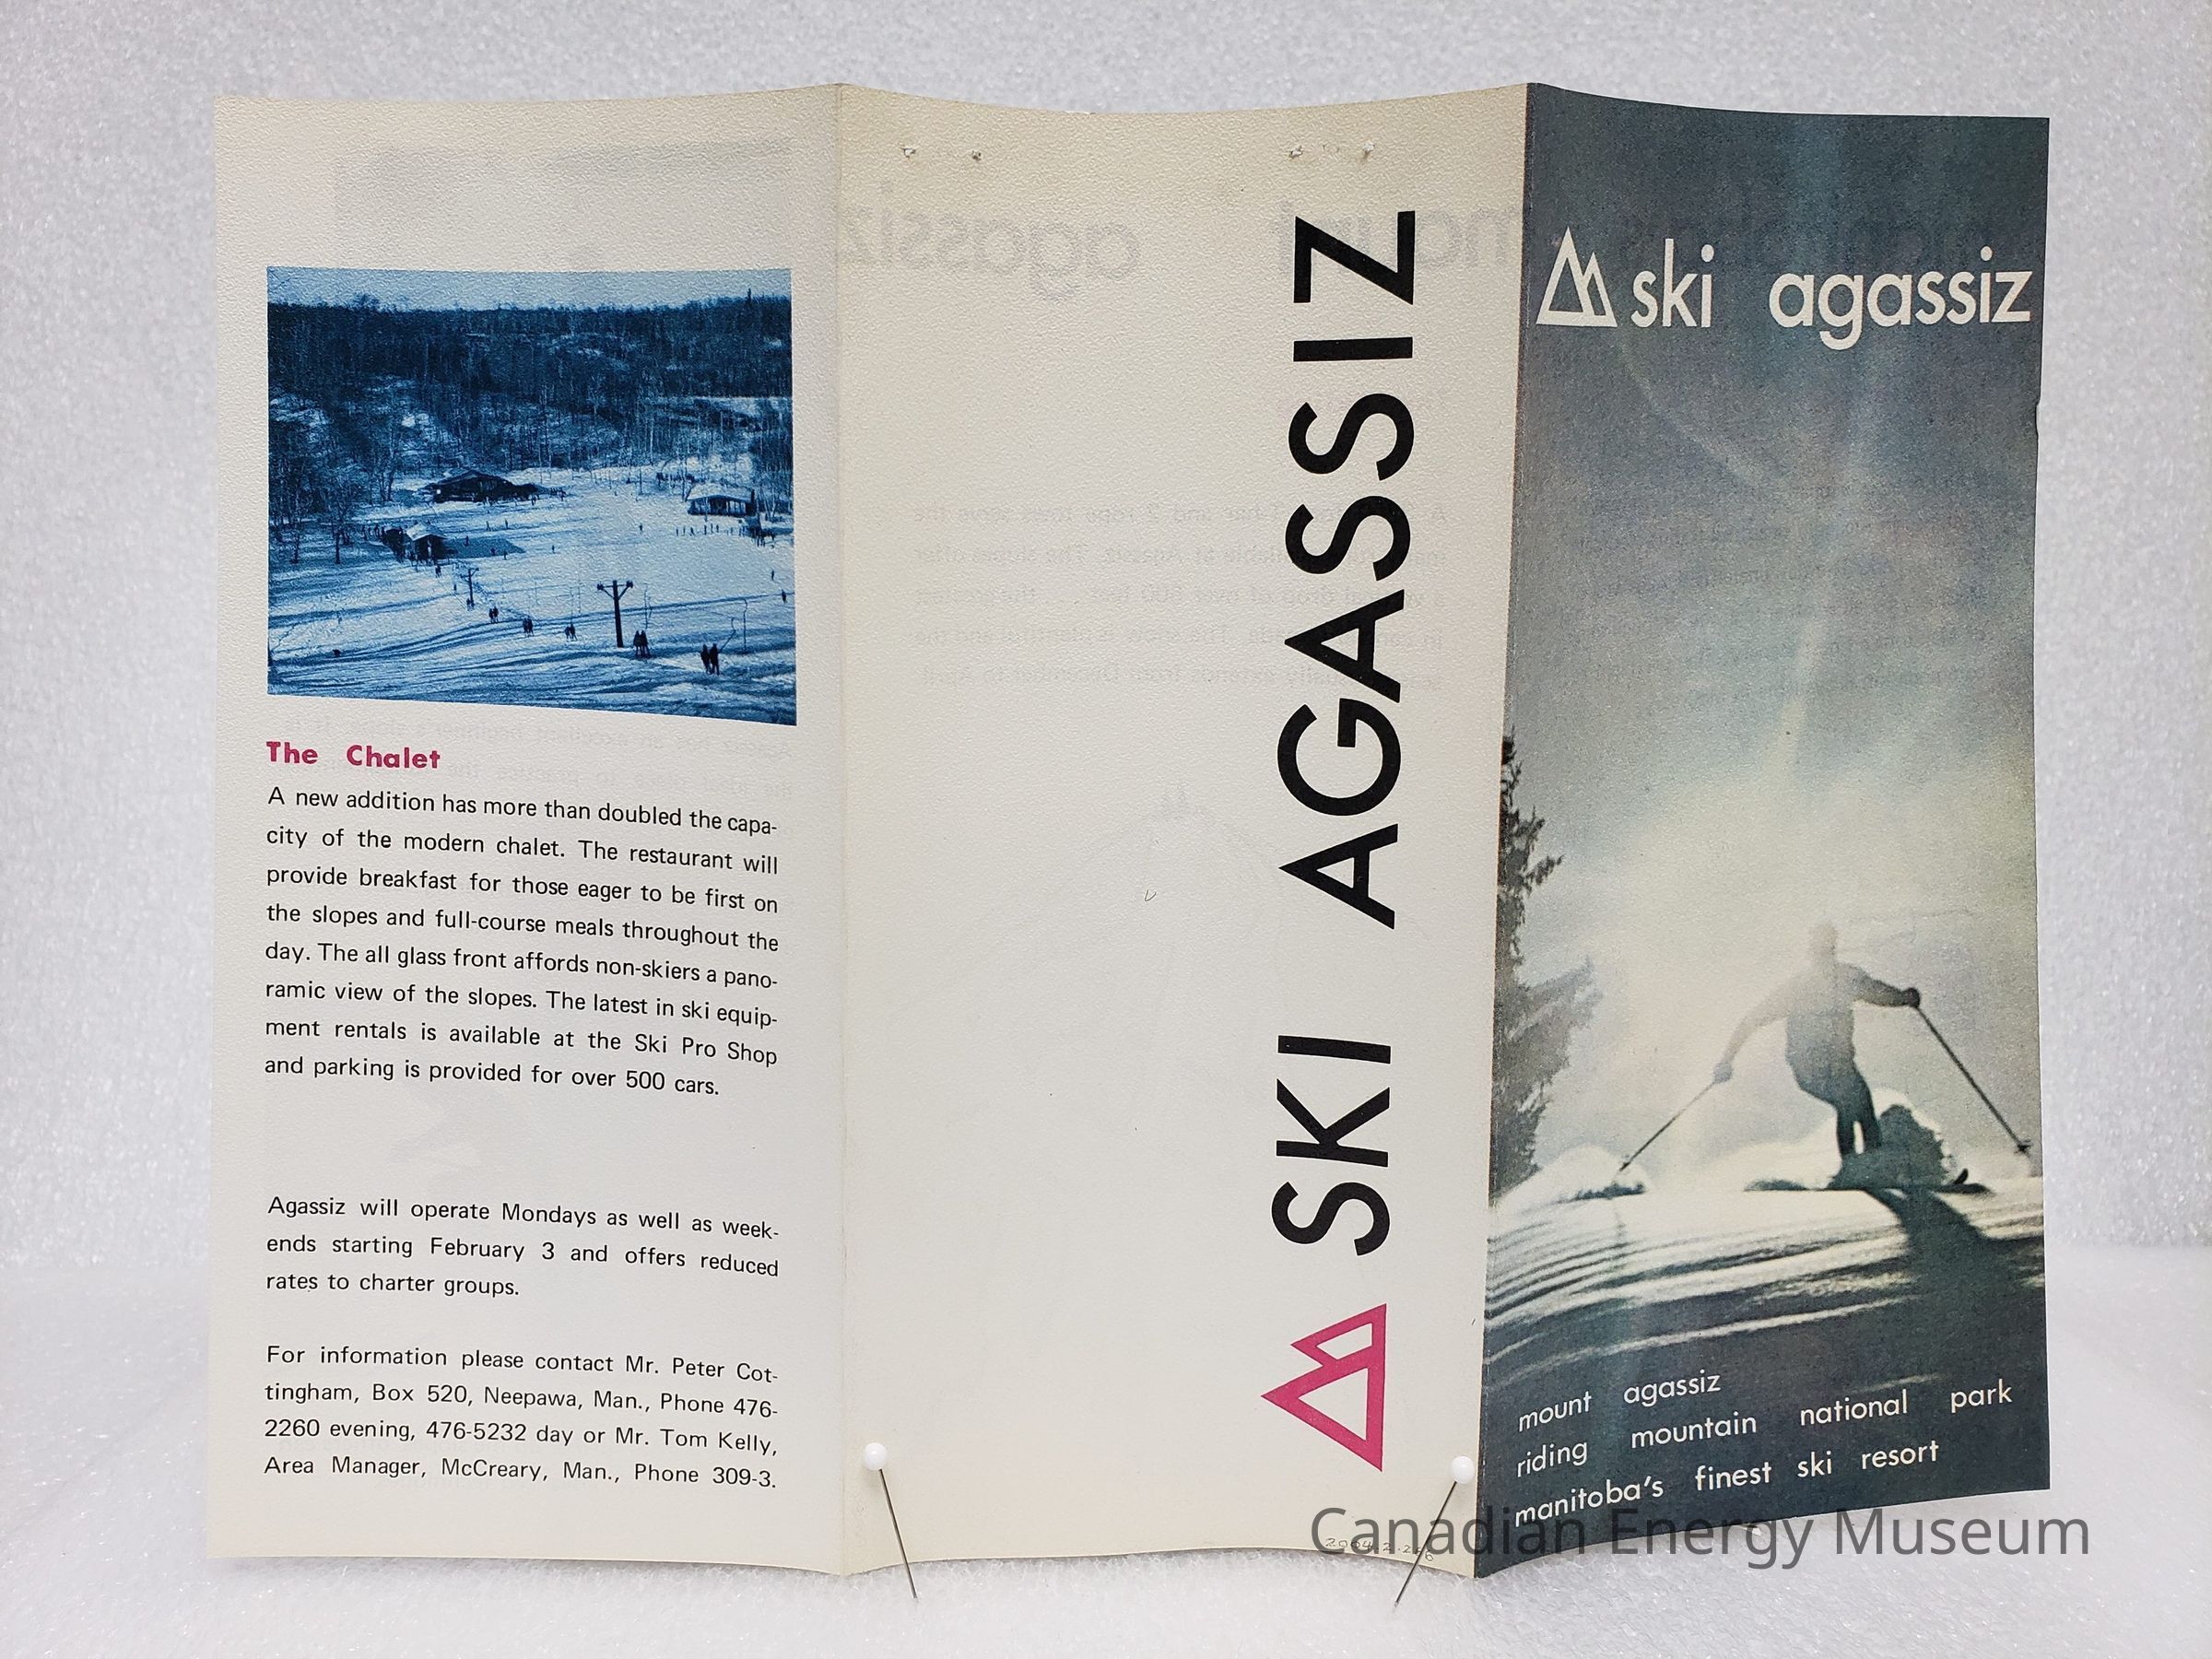 The Chalet
A new addition has more than doubled the capa-
city of the modern chalet. The restaurant will
provide breakfast for those eager to be first on
the slopes and full-course meals throughout the
day. The all glass front affords non-skiers a pano-
ramic view of the slopes. The latest in ski equip-
ment rentals is available at the Ski Pro Shop
and parking is provided for over 500 cars.
Agassiz will operate Mondays as well as week-
ends starting February 3 and offers reduced
rates to charter groups.
For information please contact Mr. Peter Cot-
tingham, Box 520, Neepawa, Man., Phone 476-
2260 evening, 476-5232 day or Mr. Tom Kelly,
Area Manager, McCreary, Man., Phone 309-3.
SKI AGASSIZ
ski agassiz
mount agassiz
riding mountain national park
manitoba's finest ski resort
Canadian Energy Museum